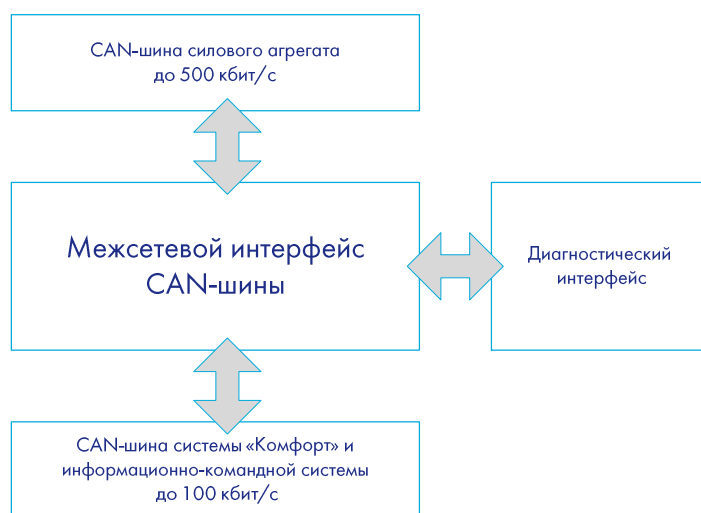 CAN-шина силового агрегата
до 500 кбит/с
Межсетевой интерфейс
CAN-шины
Диагностический
интерфейс
CAN-шина системы «Комфорт» и
информационно-командной системы
до 100 кбит/с